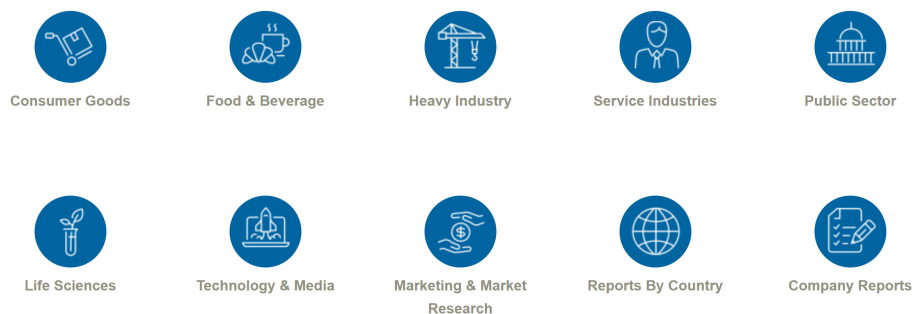 Consumer Goods
Food & Beverage
Heavy Industry
Service Industries
Public Sector
Life Sciences
Technology & Media
Marketing & Market
Research
Reports By Country
Company Reports